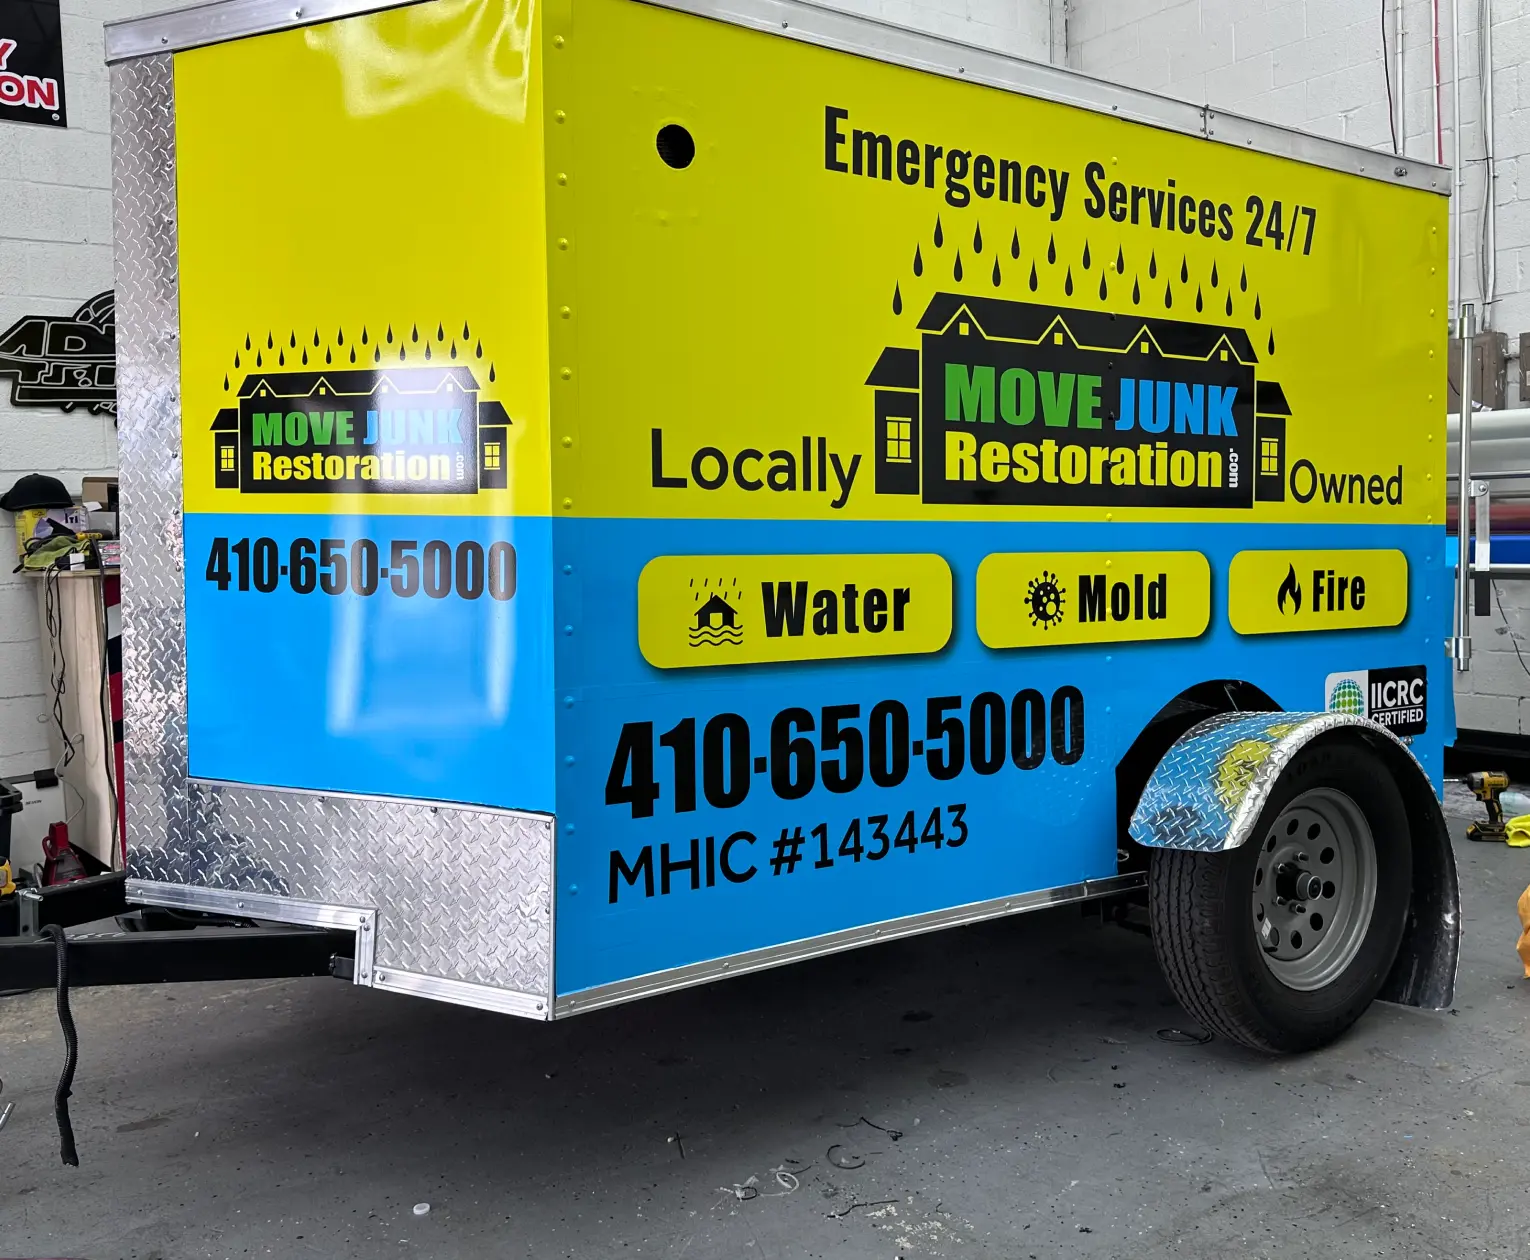 ON
MOVE JUNK
Restoration
.com
410-650-5000
Emergency Services 24/7
MOVE JUNK
Restoration
.com
Locally
Owned
Water
Mold
Fire
410-650-5000
MHIC #143443
IICRC
CERTIFIED